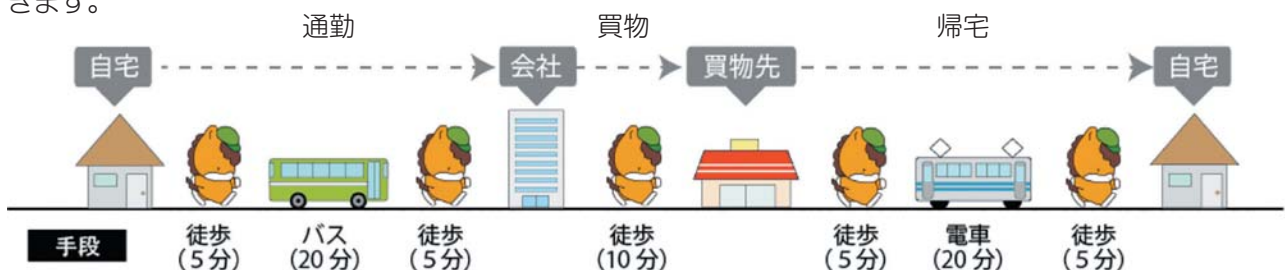 きます。
通勤 買物 帰宅
自宅 会社 買物先 自宅
手段 徒歩 バス 徒歩 徒歩 徒歩 電車 徒歩
(5分) (20分) (5分) (10分) (5分) (20分) (5分)